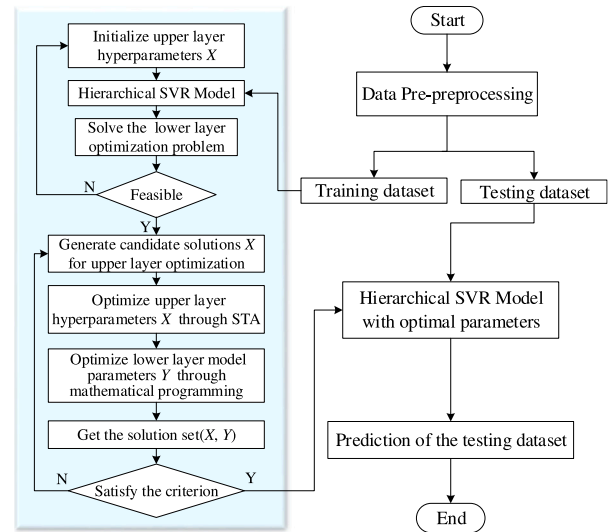 Initialize upper layer
hyperparameters X
Hierarchical SVR Model
Solve the lower layer
optimization problem
N
Feasible
Y
Generate candidate solutions X
for upper layer optimization
Optimize upper layer
hyperparameters X through STA
Optimize lower layer model
parameters Y through
mathematical programming
Get the solution set(X, Y)
N
Y
Satisfy the criterion
Start
Data Pre-preprocessing
Training dataset
Testing dataset
Hierarchical SVR Model
with optimal parameters
Prediction of the testing dataset
End